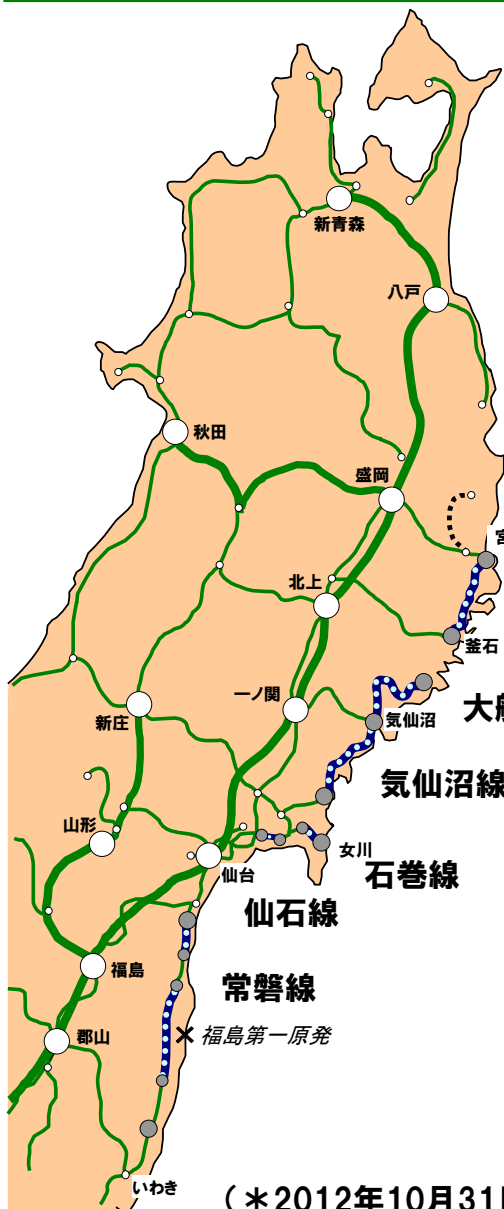 新青森
八戸
秋田
盛岡
宮
北上
釜石
一ノ関
大船
新庄
気仙沼
気仙沼線
山形
女川
仙台
石巻線
仙石線
常磐線
福島
福島第一原発
郡山
いわき
(*2012年10月31日